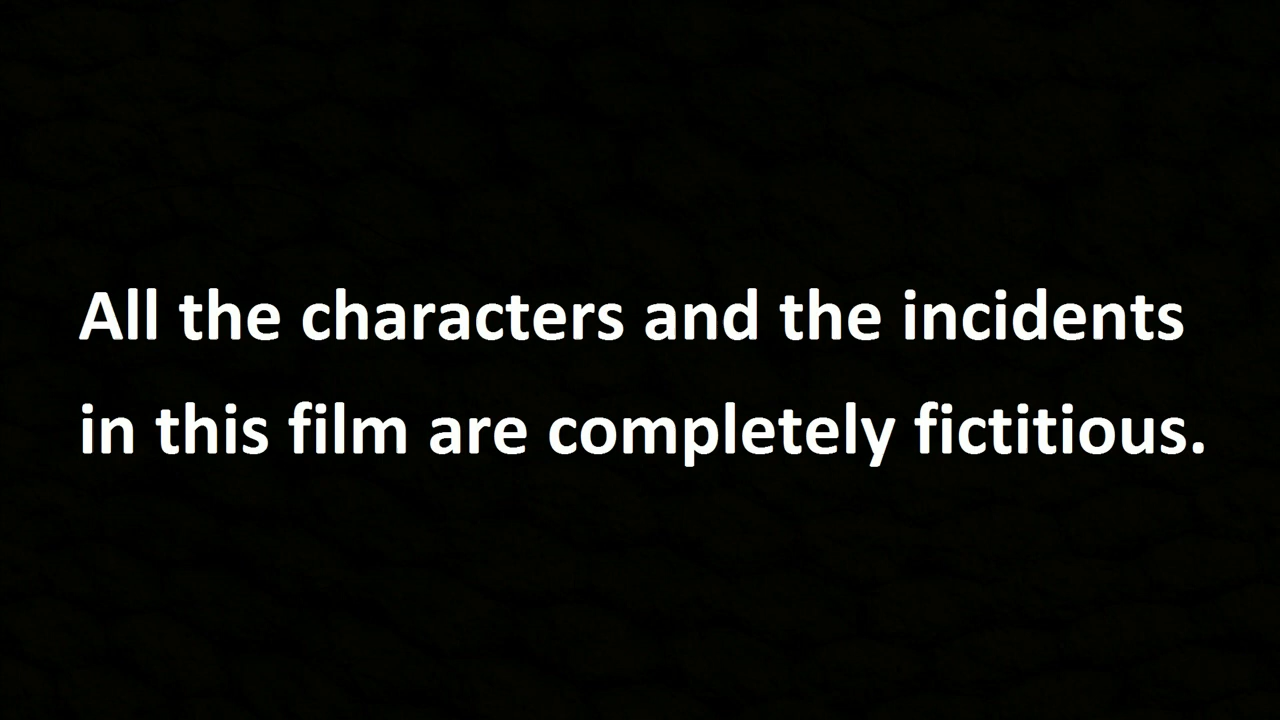 All the characters and the incidents
in this film are completely fictitious.